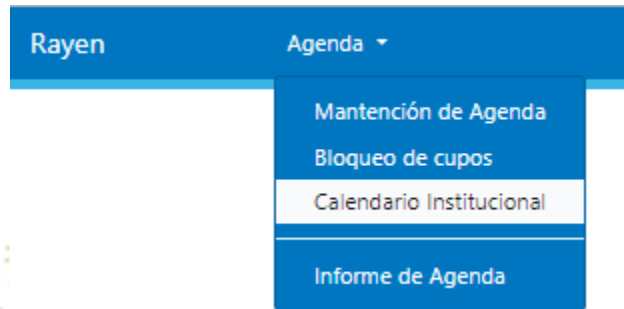 Rayen Agenda
Mantención de Agenda
Bloqueo de cupos
Calendario Institucional
Informe de Agenda